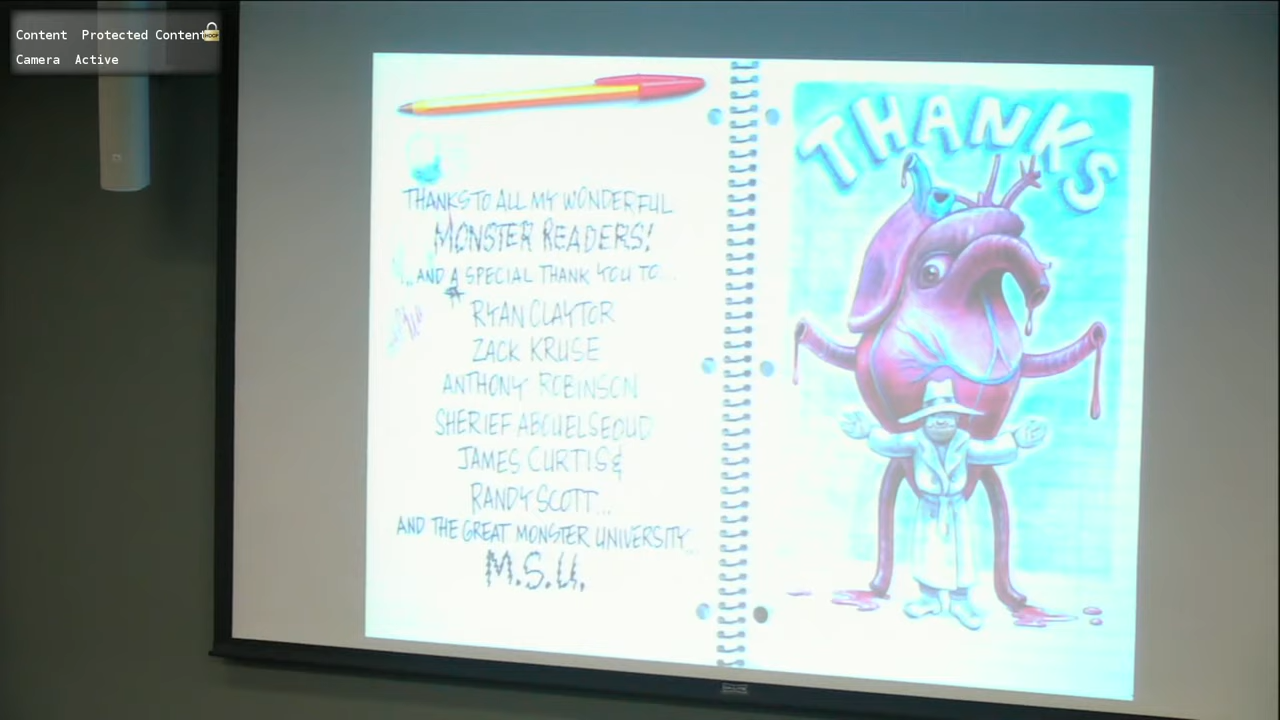 Content Protected Content
Camera Active
THANKS TO ALL MY WONDERFUL
MONSTER READERS!
...AND A SPECIAL THANK YOU TO...
RYAN CLAYTOR
ZACK KRUSE
ANTHONY ROBINSON
SHERIEF ABOUELSEOUD
JAMES CURTIS &
RANDY SCOTT...
AND THE GREAT MONSTER UNIVERSITY...
M.S.U.
THANKS